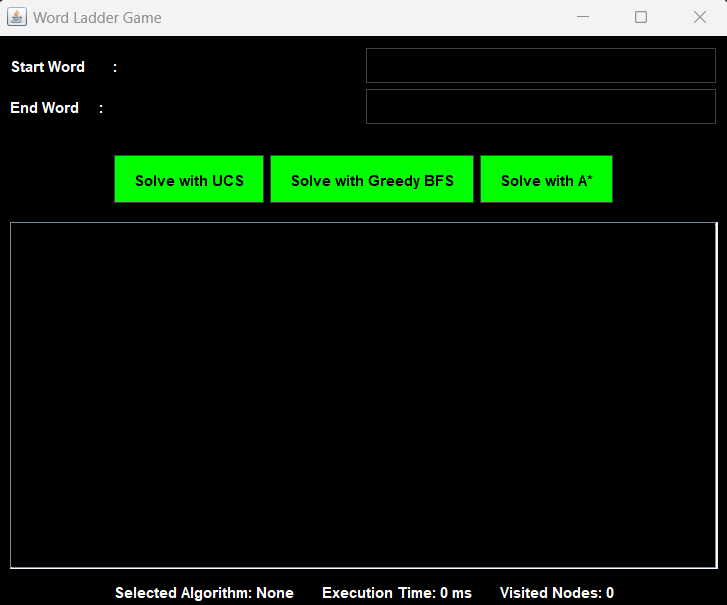 Word Ladder Game
Start Word :
End Word :
Solve with UCS Solve with Greedy BFS Solve with A*
Selected Algorithm: None Execution Time: 0 ms Visited Nodes: 0